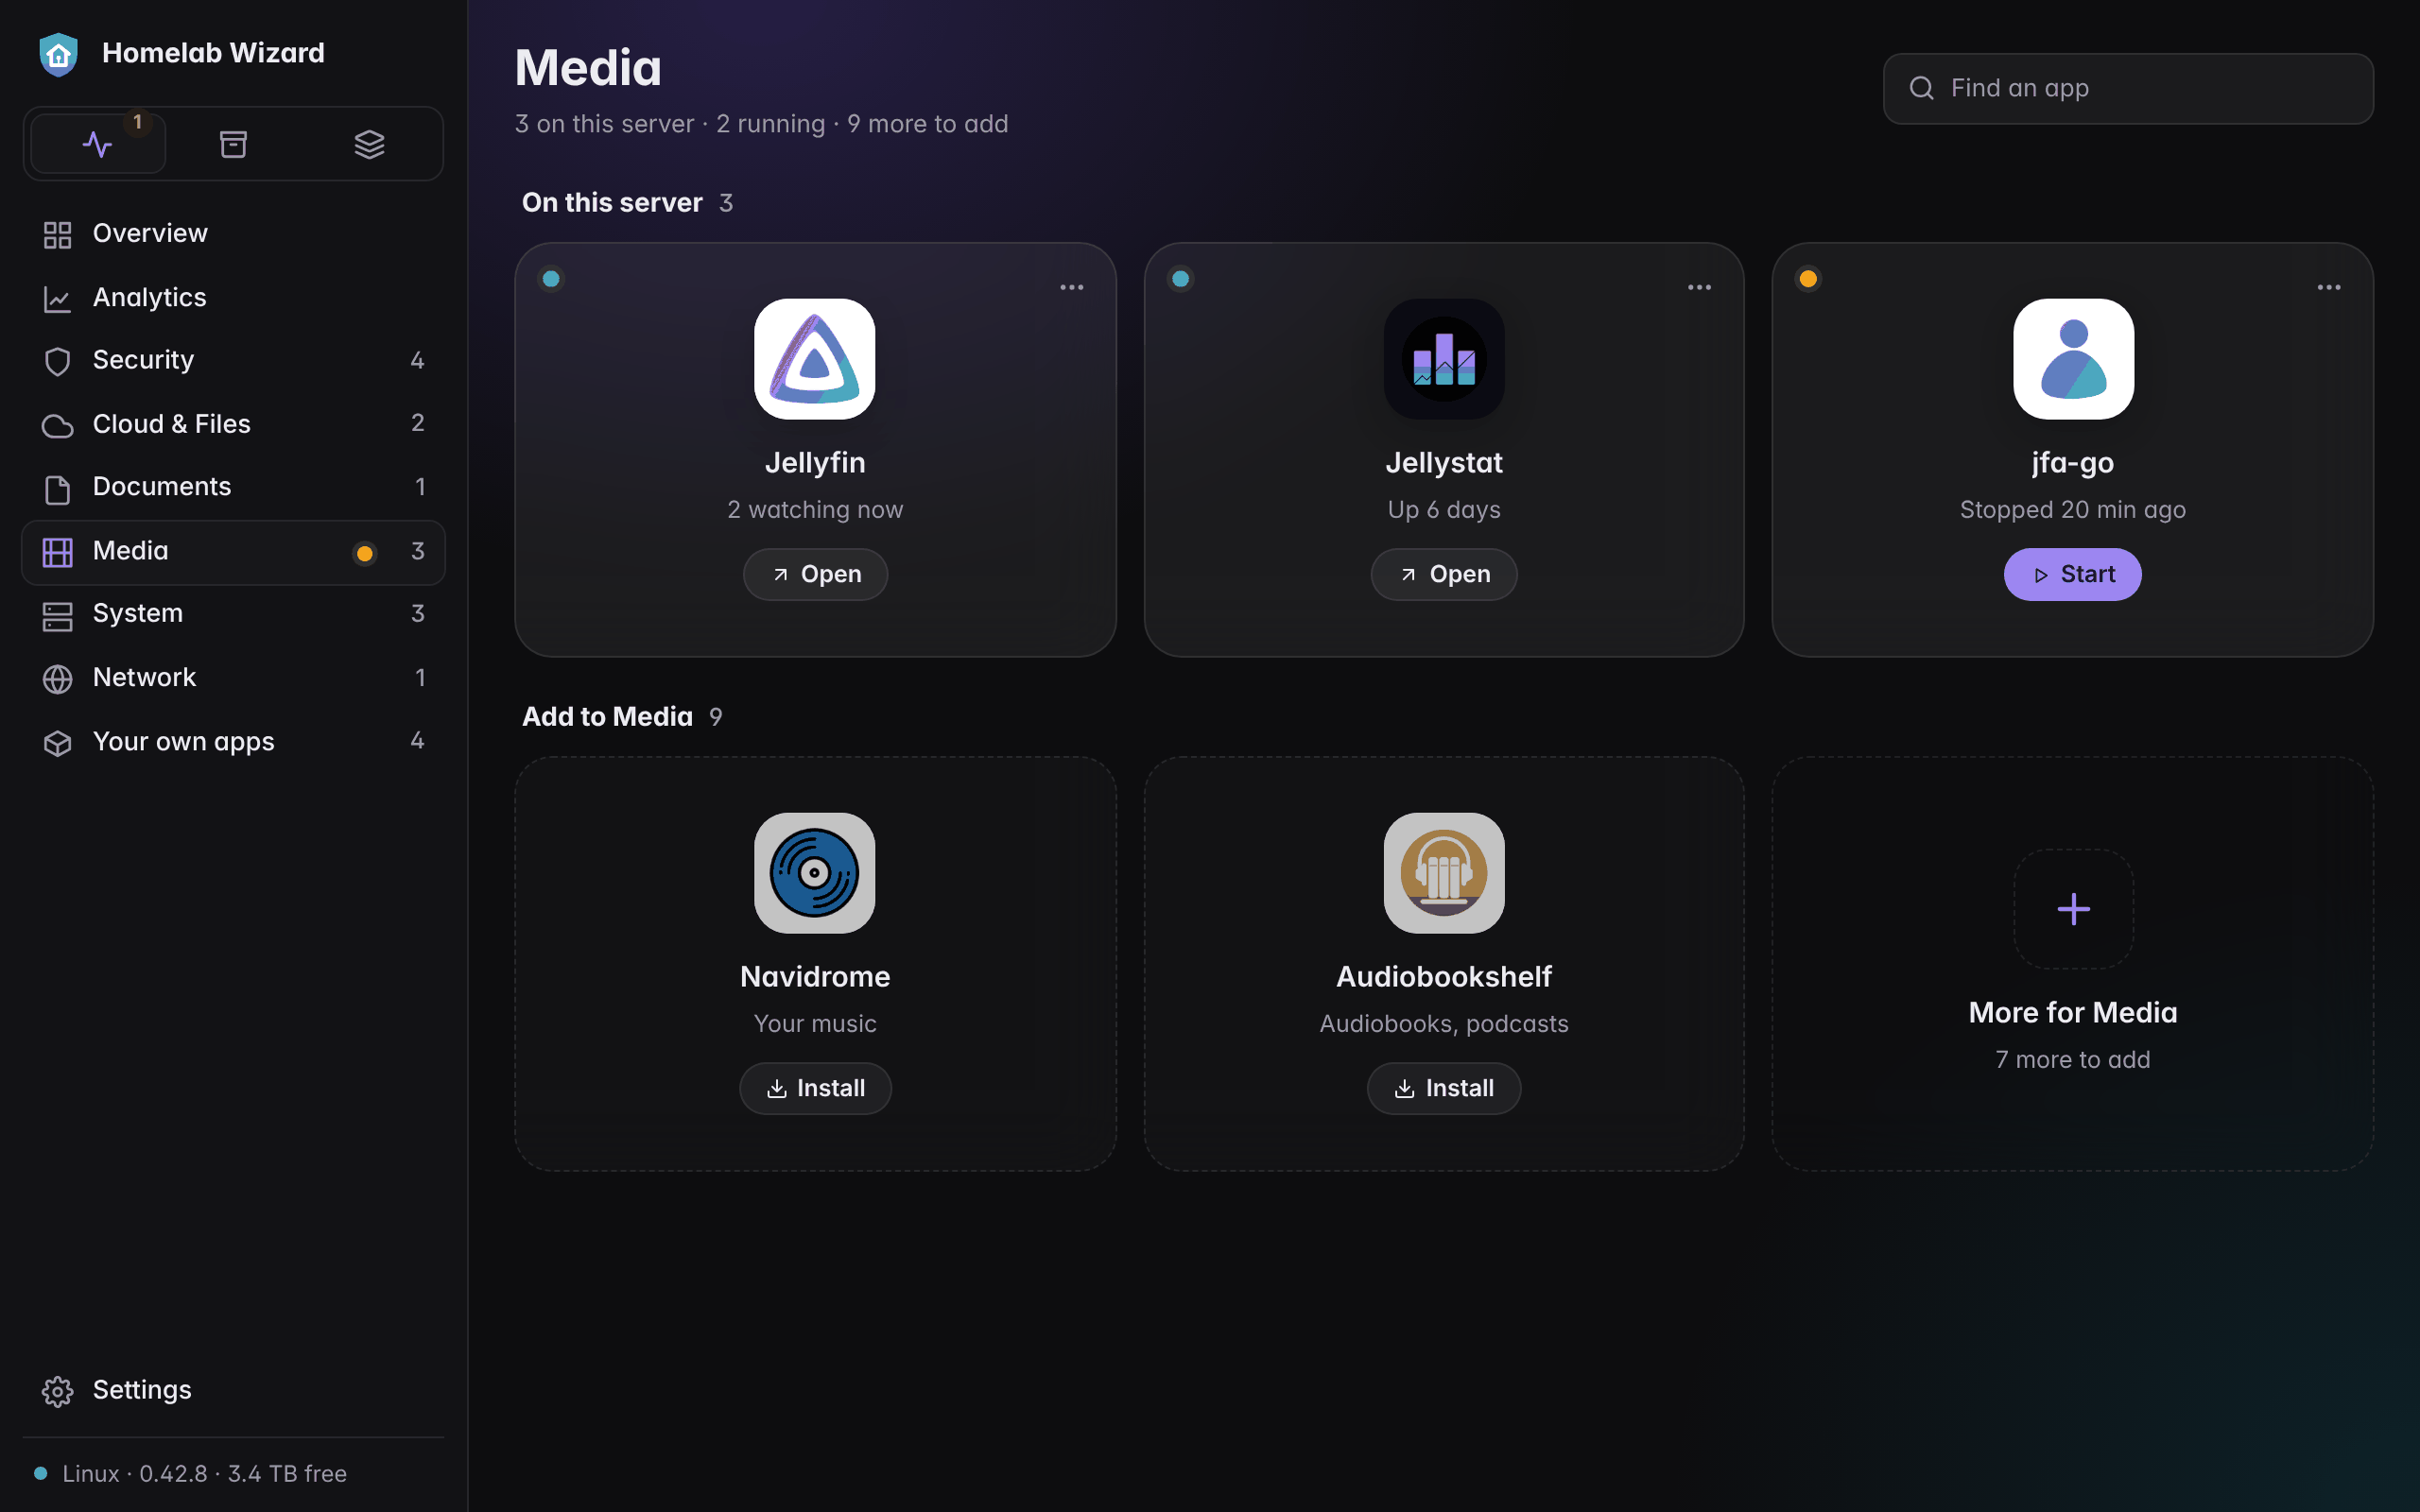 Homelab Wizard
1
Overview
Analytics
Security 4
Cloud & Files 2
Documents 1
Media 3
System 3
Network 1
Your own apps 4
Settings
Linux · 0.42.8 · 3.4 TB free
Media
3 on this server · 2 running · 9 more to add
Find an app
On this server 3
Jellyfin
2 watching now
Open
Jellystat
Up 6 days
Open
jfa-go
Stopped 20 min ago
Start
Add to Media 9
Navidrome
Your music
Install
Audiobookshelf
Audiobooks, podcasts
Install
More for Media
7 more to add